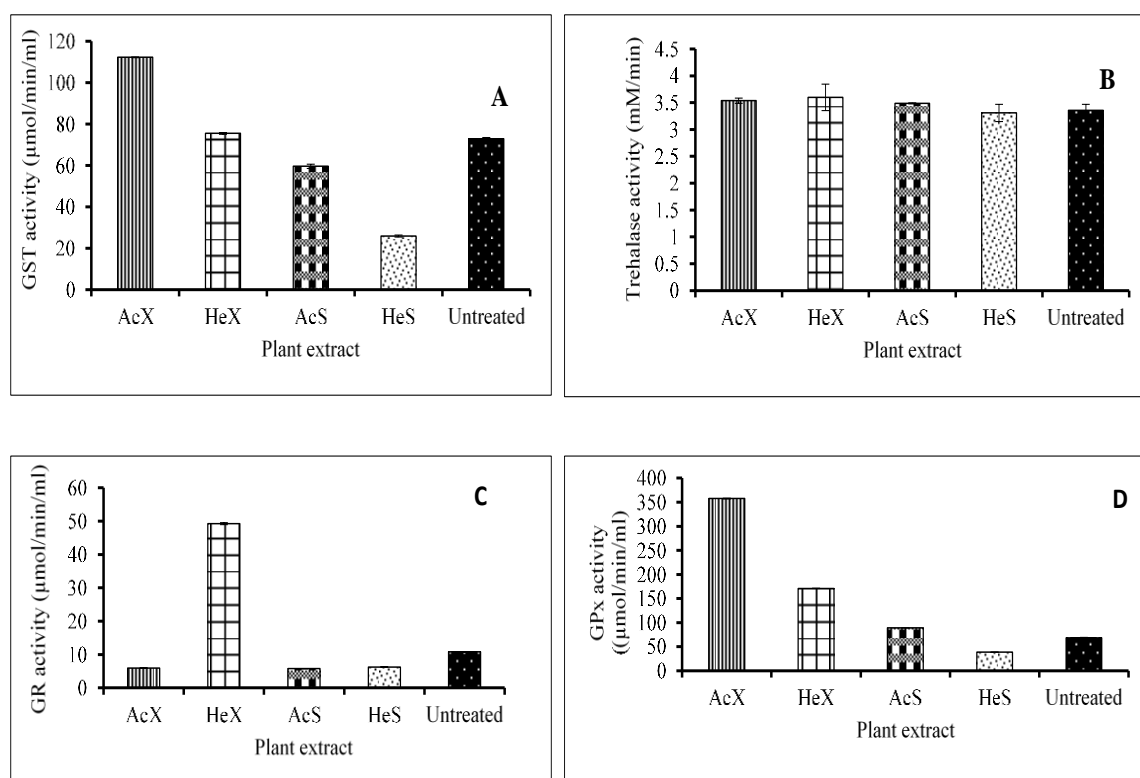 A
GST activity (µmol/min/ml)
120
100
80
60
40
20
0
AcX HeX AcS HeS Untreated
Plant extract
B
Trehalase activity (mM/min)
4.5
4
3.5
3
2.5
2
1.5
1
0.5
0
AcX HeX AcS HeS Untreated
Plant extract
C
GR activity (µmol/min/ml)
60
50
40
30
20
10
0
AcX HeX AcS HeS Untreated
Plant extract
D
GPx activity
((µmol/min/ml)
400
350
300
250
200
150
100
50
0
AcX HeX AcS HeS Untreated
Plant extract